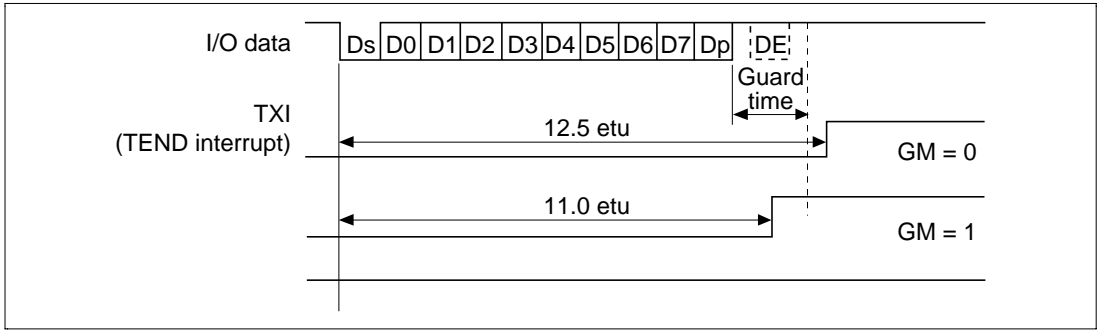 I/O data
Ds D0 D1 D2 D3 D4 D5 D6 D7 Dp DE
Guard
time
TXI
(TEND interrupt)
12.5 etu
GM = 0
11.0 etu
GM = 1